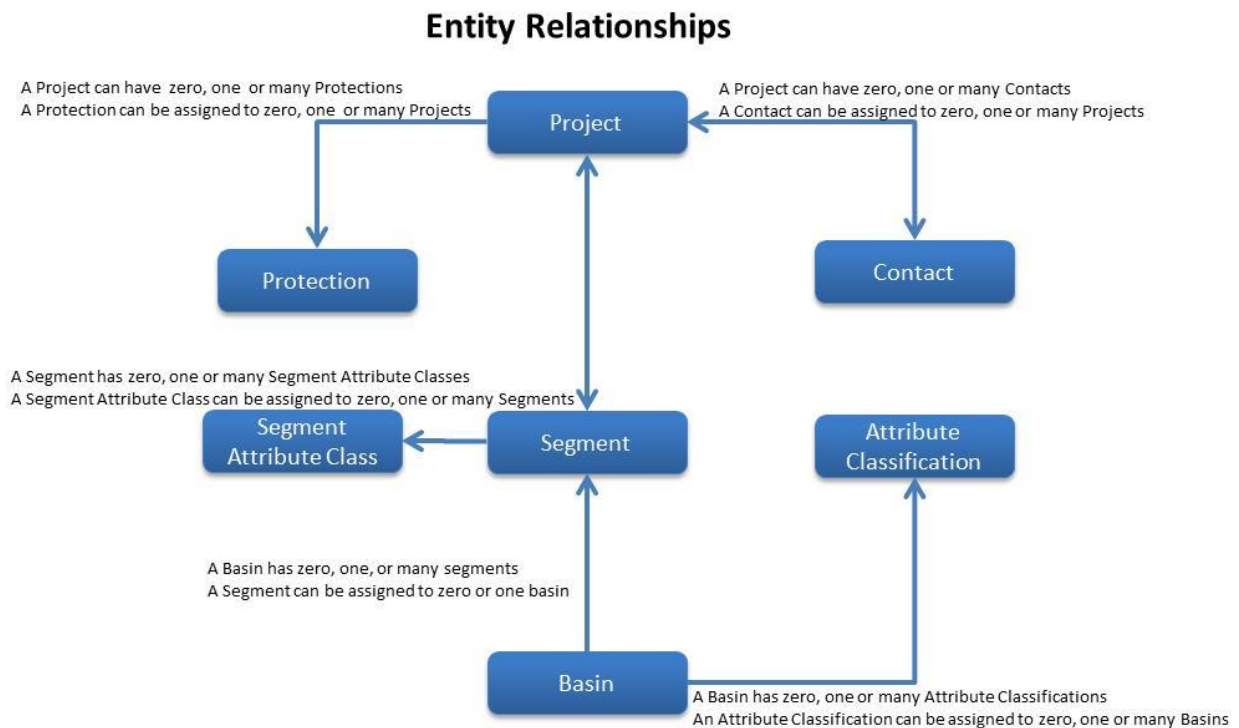 Entity Relationships
A Project can have zero, one or many Protections
A Protection can be assigned to zero, one or many Projects
A Project can have zero, one or many Contacts
A Contact can be assigned to zero, one or many Projects
Project
Protection
Contact
A Segment has zero, one or many Segment Attribute Classes
A Segment Attribute Class can be assigned to zero, one or many Segments
Segment
Attribute Class
Segment
Attribute
Classification
A Basin has zero, one, or many segments
A Segment can be assigned to zero or one basin
Basin
A Basin has zero, one or many Attribute Classifications
An Attribute Classification can be assigned to zero, one or many Basins